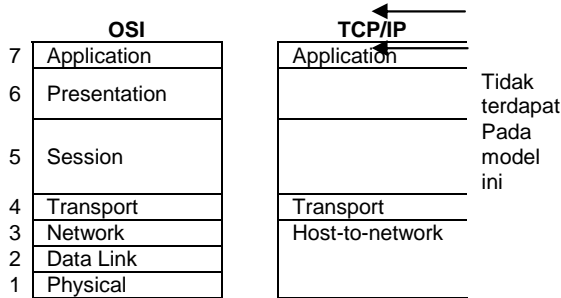 OSI TCP/IP
7 Application Application
6 Presentation
5 Session
4 Transport Transport
3 Network Host-to-network
2 Data Link
1 Physical
Tidak
terdapat
Pada
model
ini